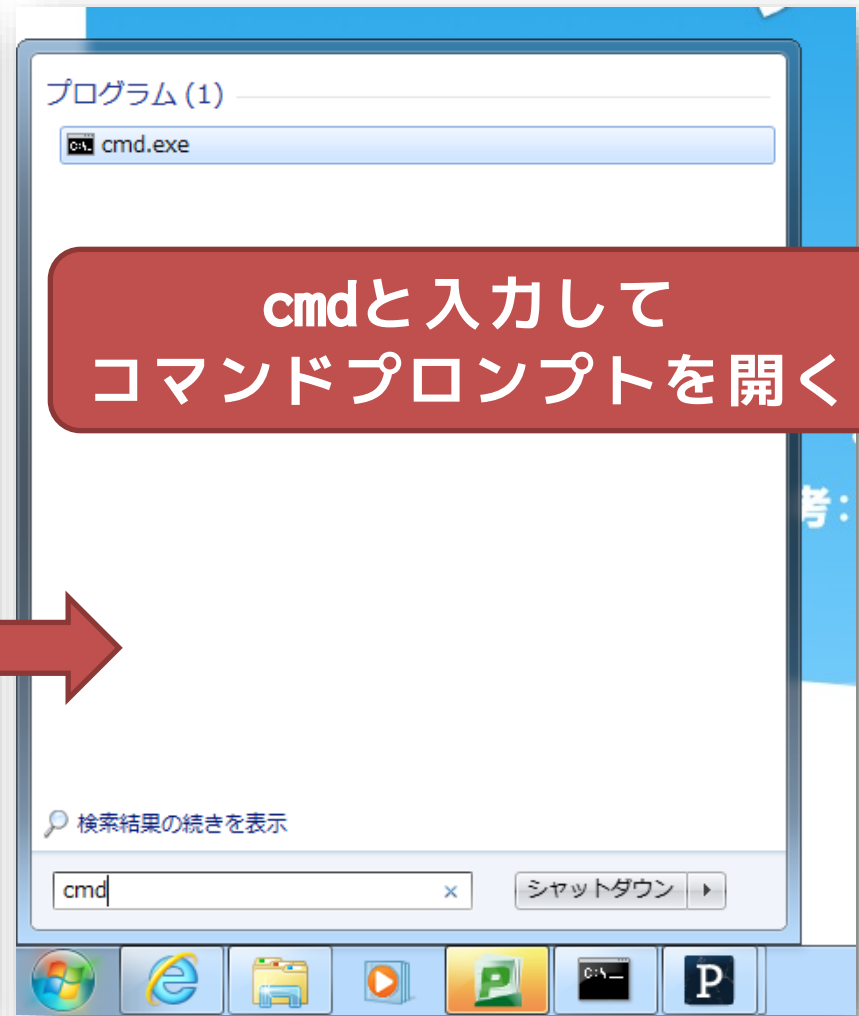 プログラム (1)
cmd.exe
cmdと入力して
コマンドプロンプトを開く
考:
検索結果の続きを表示
cmd
シャットダウン